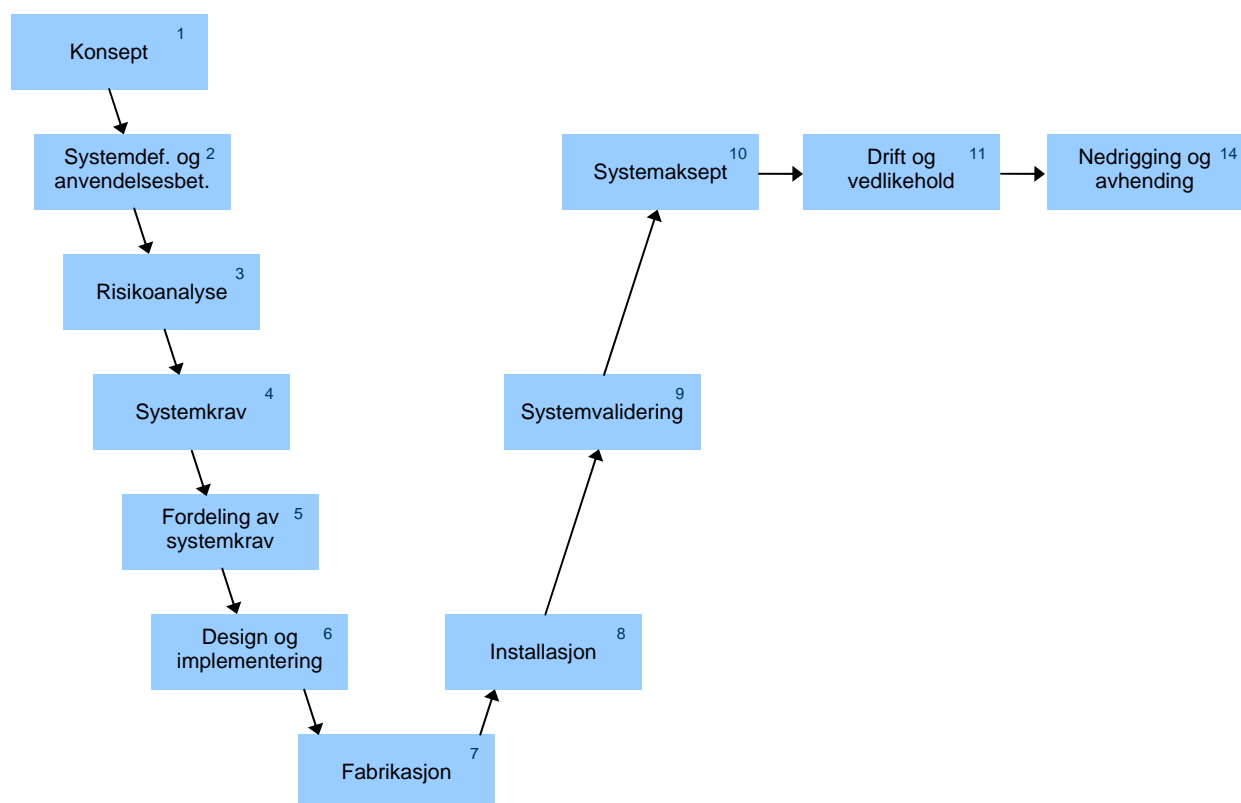 Konsept 1
Systemdef. og 2
anvendelsesbet.
Risikoanalyse 3
Systemkrav 4
Fordeling av 5
systemkrav
Design og 6
implementering
Fabrikasjon 7
Installasjon 8
Systemvalidering 9
Systemaksept 10
Drift og 11
vedlikehold
Nedrigging og 14
avhending